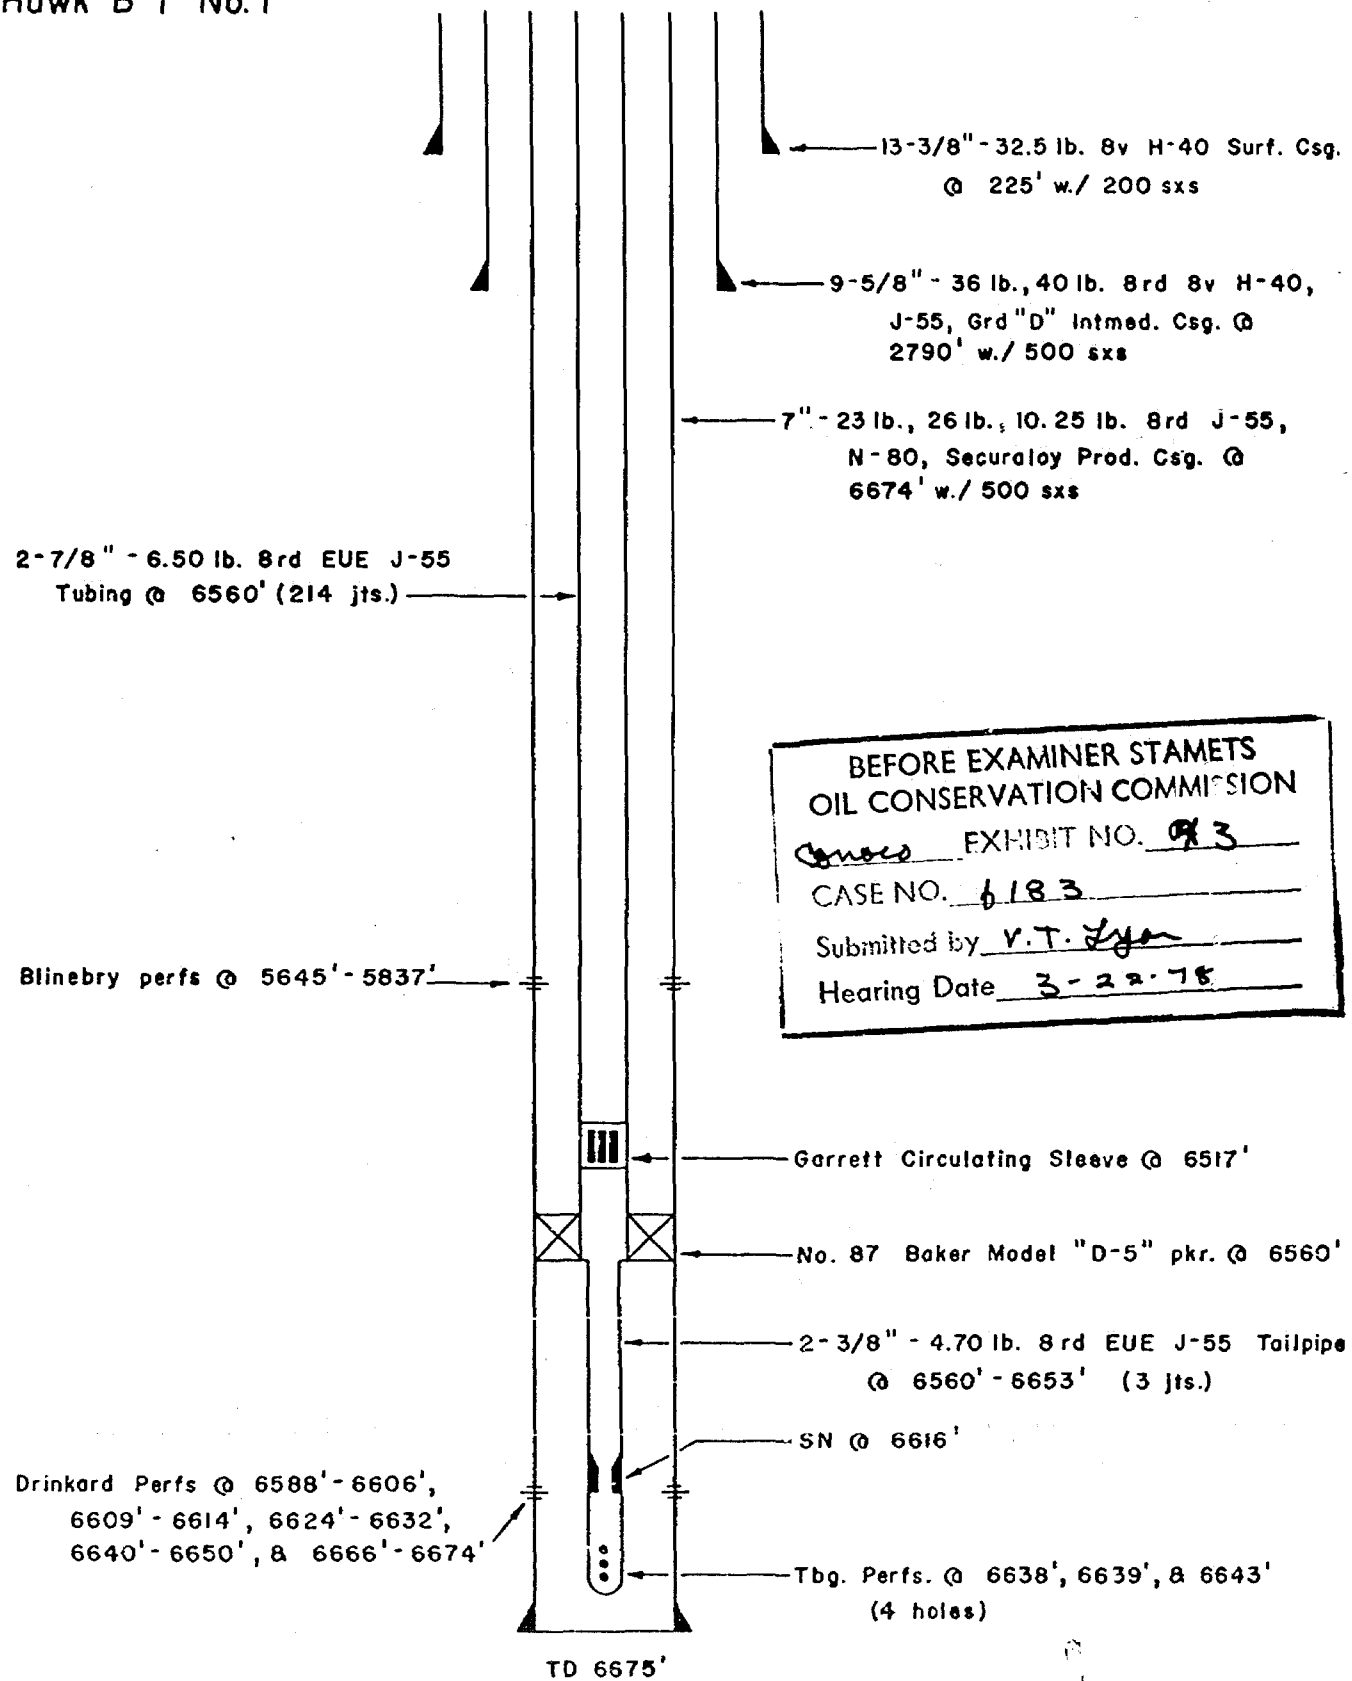 Hawk B-1 No. 1
13-3/8" - 32.5 lb. 8v H-40 Surf. Csg.
@ 225' w./ 200 sxs
9-5/8" - 36 lb., 40 lb. 8rd 8v H-40,
J-55, Grd "D" Intmed. Csg. @
2790' w./ 500 sxs
7" - 23 lb., 26 lb., 10.25 lb. 8rd J-55,
N-80, Securaloy Prod. Csg. @
6674' w./ 500 sxs
2-7/8" - 6.50 lb. 8rd EUE J-55
Tubing @ 6560' (214 jts.)
BEFORE EXAMINER STAMETS
OIL CONSERVATION COMMISSION
Conoco EXHIBIT NO. 3
CASE NO. 6183
Submitted by V.T. Lyon
Hearing Date 3-22-78
Blinebry perfs @ 5645' - 5837'
Garrett Circulating Sleeve @ 6517'
No. 87 Baker Model "D-5" pkr. @ 6560'
2-3/8" - 4.70 lb. 8rd EUE J-55 Tailpipe
@ 6560' - 6653' (3 jts.)
SN @ 6616'
Drinkard Perfs @ 6588' - 6606',
6609' - 6614', 6624' - 6632',
6640' - 6650', & 6666' - 6674'
Tbg. Perfs. @ 6638', 6639', & 6643'
(4 holes)
TD 6675'